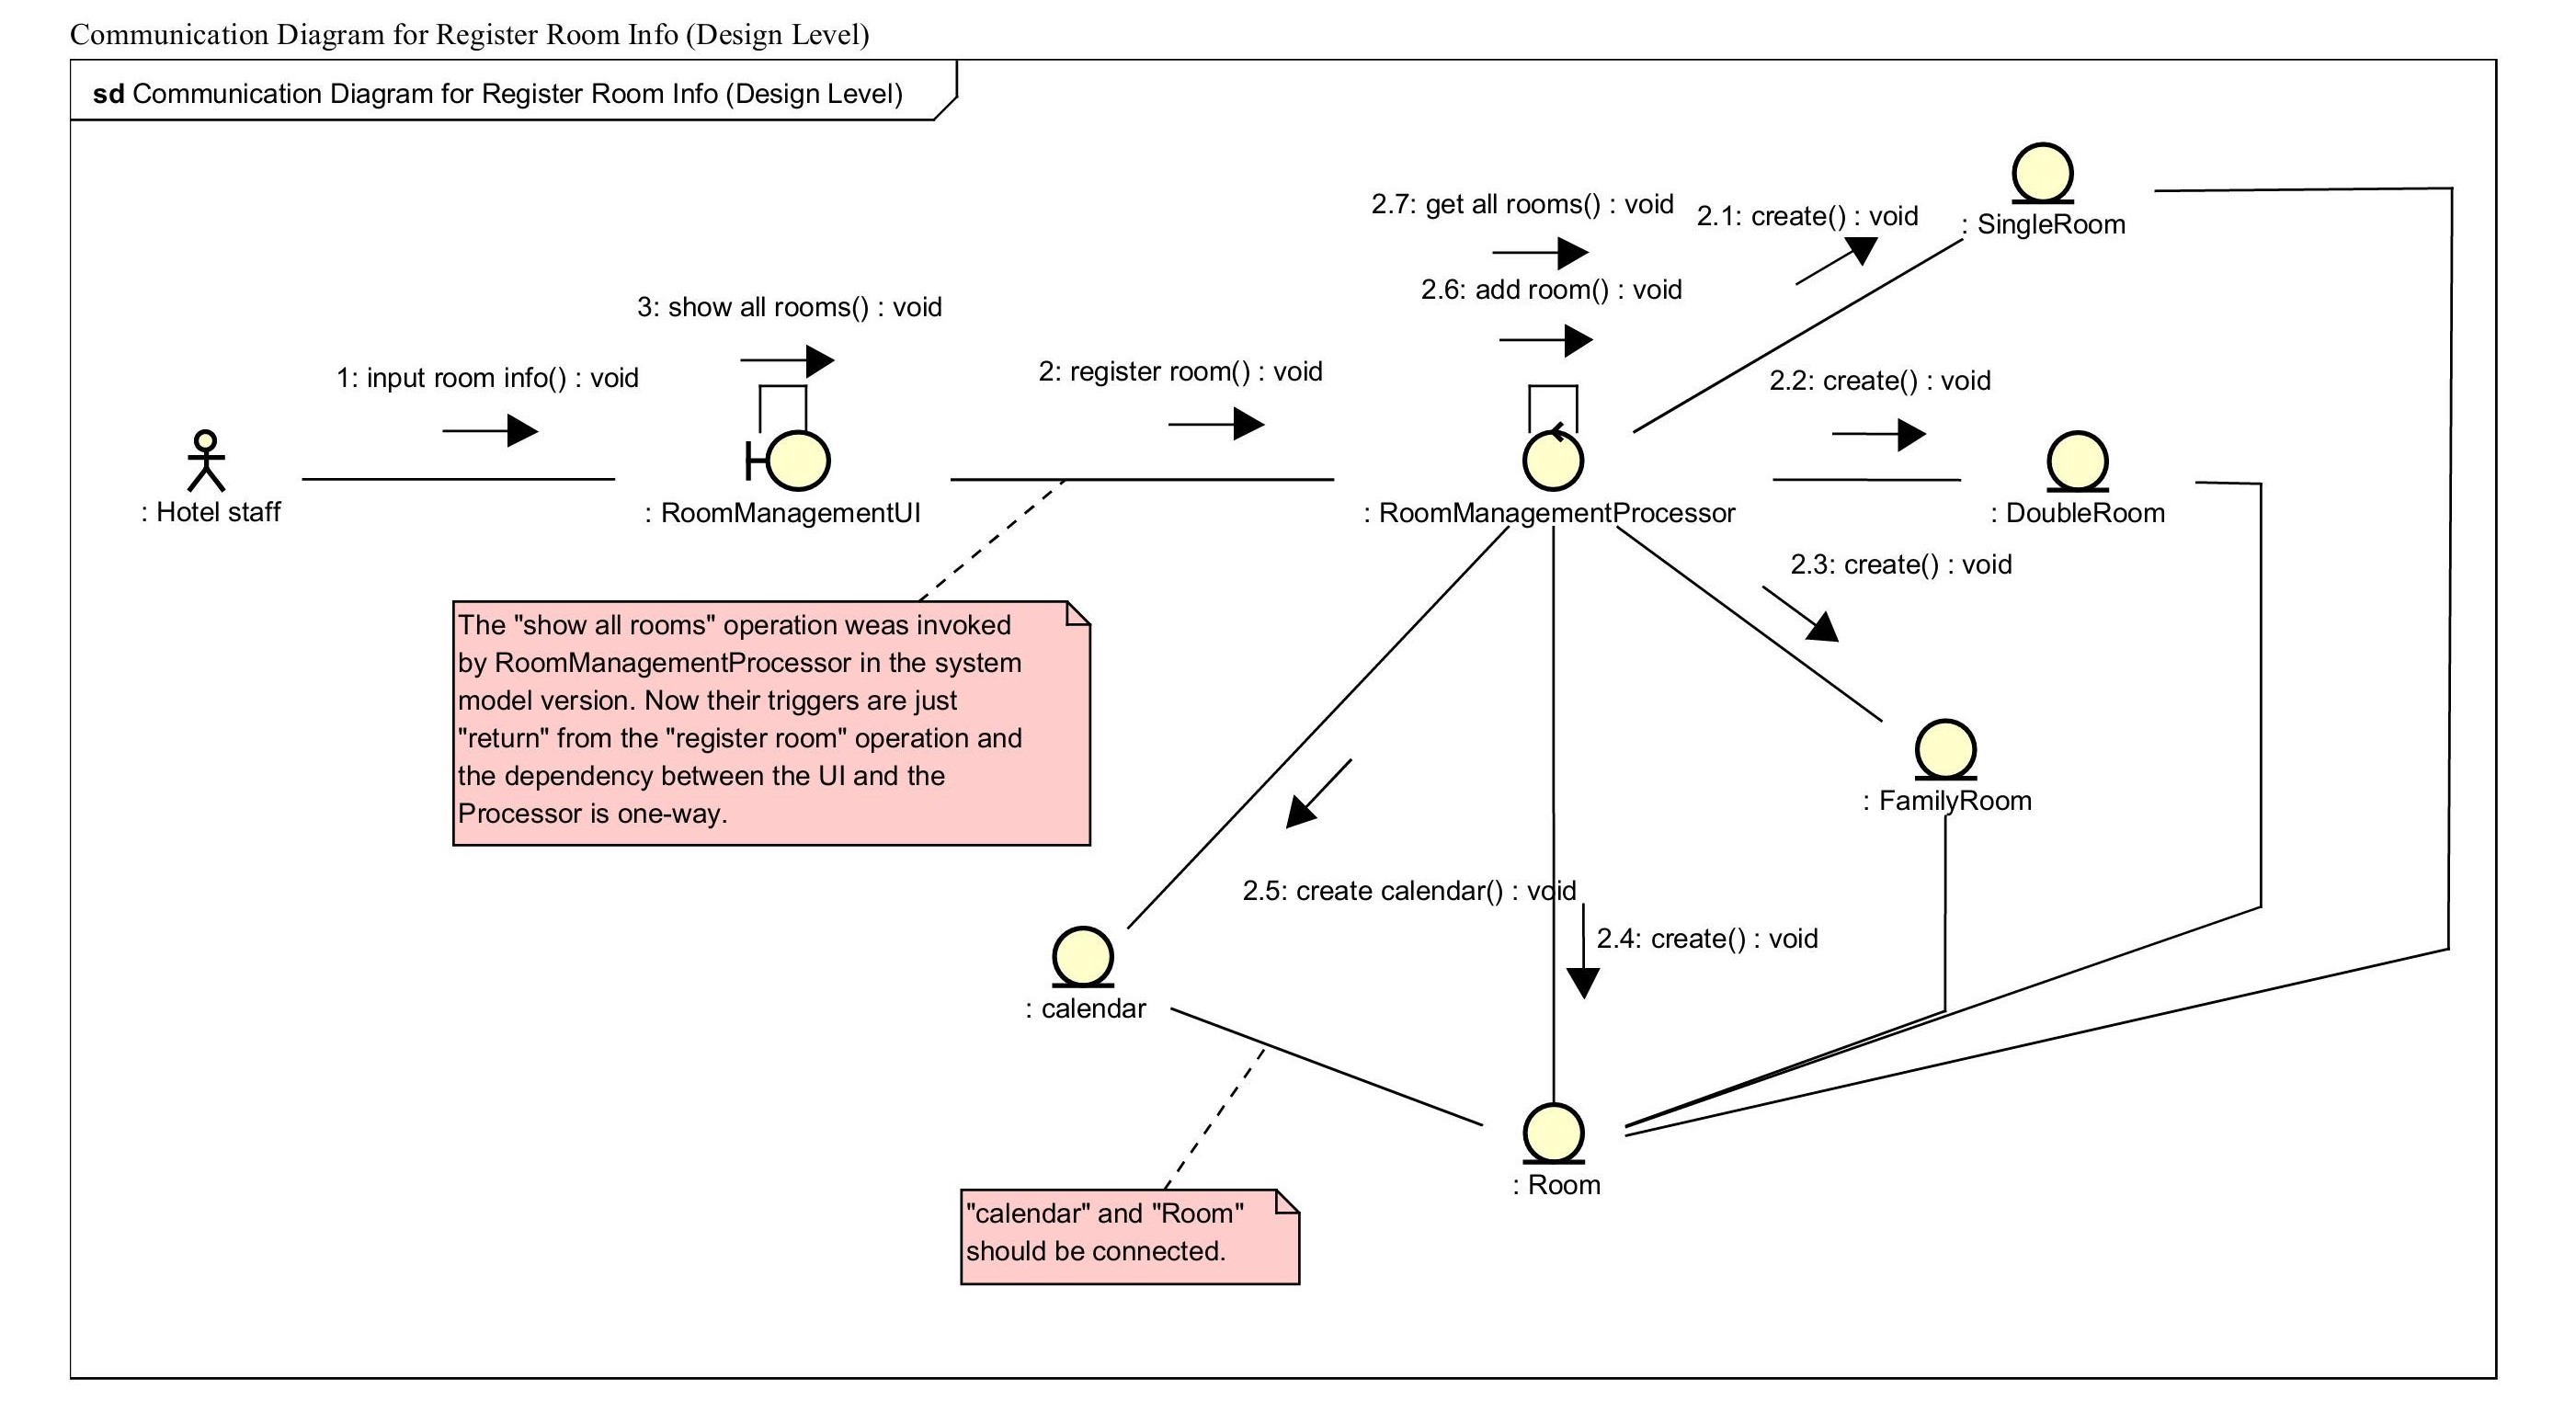 Communication Diagram for Register Room Info (Design Level)
sd Communication Diagram for Register Room Info (Design Level)
2.7: get all rooms() : void
2.1: create() : void
: SingleRoom
2.6: add room() : void
3: show all rooms() : void
1: input room info() : void
2: register room() : void
2.2: create() : void
: Hotel staff
: RoomManagementUI
: RoomManagementProcessor
: DoubleRoom
2.3: create() : void
The "show all rooms" operation weas invoked
by RoomManagementProcessor in the system
model version. Now their triggers are just
"return" from the "register room" operation and
the dependency between the UI and the
Processor is one-way.
: FamilyRoom
2.5: create calendar() : void
2.4: create() : void
: calendar
: Room
"calendar" and "Room"
should be connected.